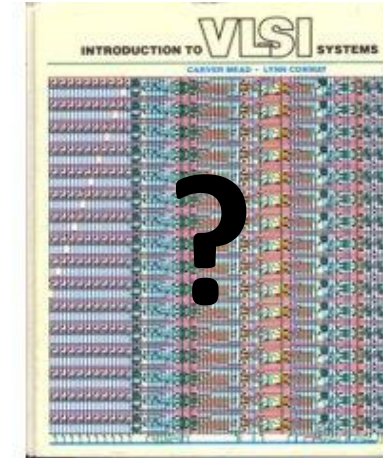 INTRODUCTION TO VLSI SYSTEMS
CARVER MEAD • LYNN CONWAY
?